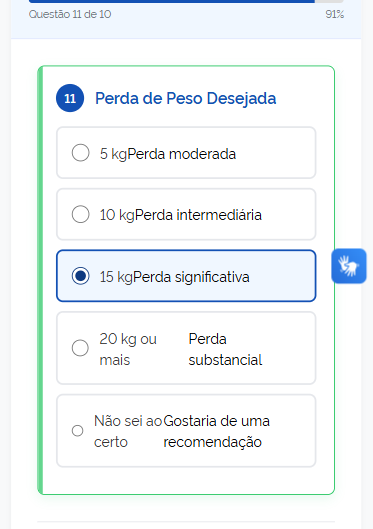 Questão 11 de 10 91%
11 Perda de Peso Desejada
5 kgPerda moderada
10 kgPerda intermediária
15 kgPerda significativa
20 kg ou mais Perda substancial
Não sei ao certo Gostaria de uma recomendação